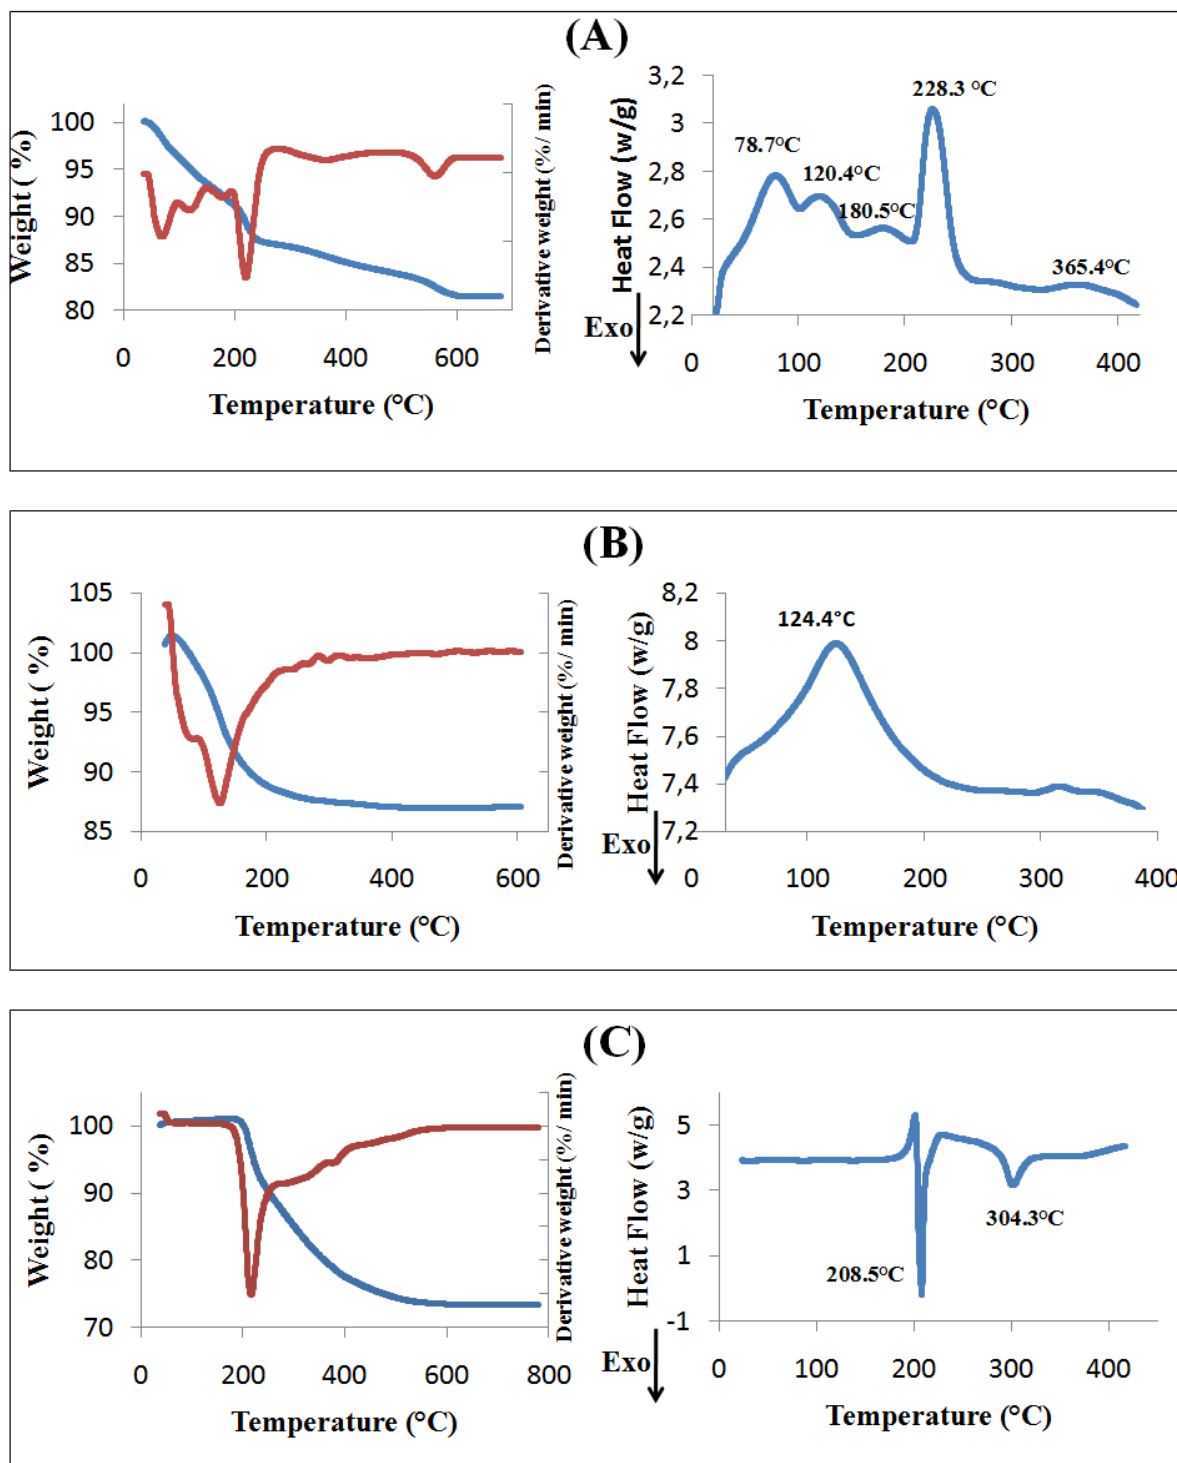 (A)
Weight ( %)
100
95
90
85
80
0
200
400
600
Temperature (°C)
Derivative weight (%/ min)
Heat Flow (w/g)
3,2
3
2,8
2,6
2,4
2,2
78.7°C
120.4°C
180.5°C
228.3 °C
365.4°C
Exo
0
100
200
300
400
Temperature (°C)
(B)
Weight ( %)
105
100
95
90
85
0
200
400
600
Temperature (°C)
Derivative weight (%/ min)
Heat Flow (w/g)
8,2
8
7,8
7,6
7,4
7,2
124.4°C
Exo
0
100
200
300
400
Temperature (°C)
(C)
Weight ( %)
100
90
80
70
0
200
400
600
800
Temperature (°C)
Derivative weight (%/ min)
Heat Flow (w/g)
5
3
1
-1
208.5°C
304.3°C
Exo
0
100
200
300
400
Temperature (°C)